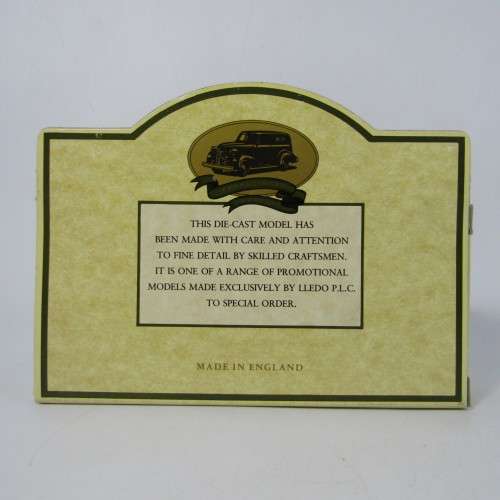 THIS DIE-CAST MODEL HAS
BEEN MADE WITH CARE AND ATTENTION
TO FINE DETAIL BY SKILLED CRAFTSMEN.
IT IS ONE OF A RANGE OF PROMOTIONAL
MODELS MADE EXCLUSIVELY BY LLEDO P.L.C.
TO SPECIAL ORDER.
MADE IN ENGLAND